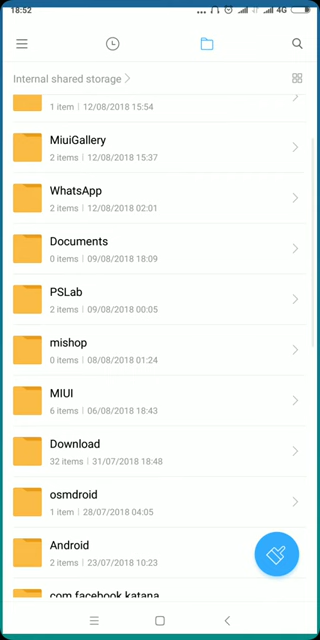 18:52
4G
Internal shared storage
1 item | 12/08/2018 15:54
MiuiGallery
2 items | 12/08/2018 15:37
WhatsApp
2 items | 12/08/2018 02:01
Documents
0 items | 09/08/2018 18:09
PSLab
2 items | 09/08/2018 00:05
mishop
0 items | 08/08/2018 01:24
MIUI
6 items | 06/08/2018 18:43
Download
32 items | 31/07/2018 18:48
osmdroid
1 item | 28/07/2018 04:05
Android
2 items | 23/07/2018 10:23
com.facebook.katana